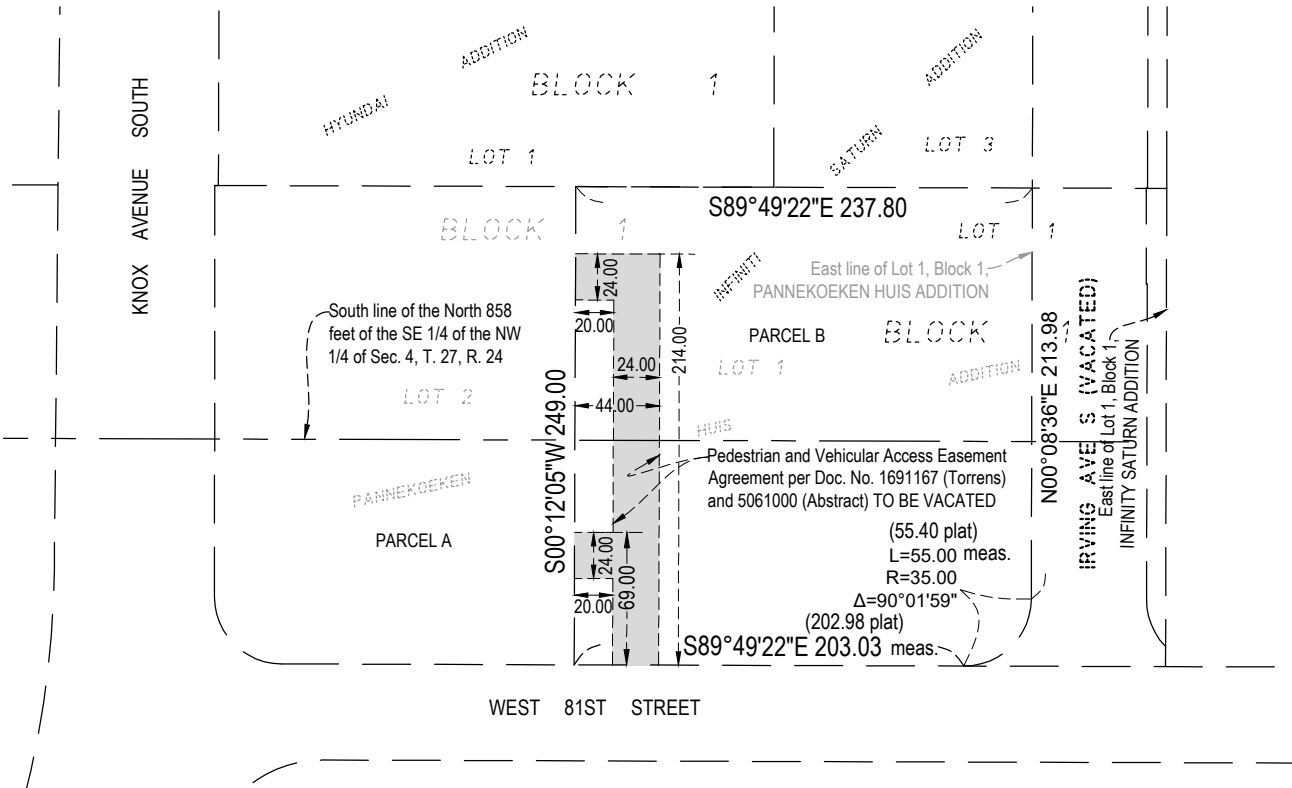 KNOX AVENUE SOUTH
HYUNDAI
ADDITION
BLOCK 1
LOT 1
SATURN
ADDITION
LOT 3
S89°49'22"E 237.80
BLOCK 1
LOT 1
INFINITI
East line of Lot 1, Block 1,
PANNEKOEKEN HUIS ADDITION
24.00
20.00
South line of the North 858
feet of the SE 1/4 of the NW
1/4 of Sec. 4, T. 27, R. 24
PARCEL B
BLOCK 1
214.00
24.00
LOT 1
ADDITION
44.00
LOT 2
HUIS
S00°12'05"W 249.00
N00°08'36"E 213.98
IRVING AVE S (VACATED)
East line of Lot 1, Block 1,
INFINITY SATURN ADDITION
Pedestrian and Vehicular Access Easement
Agreement per Doc. No. 1691167 (Torrens)
and 5061000 (Abstract) TO BE VACATED
PANNEKOEKEN
PARCEL A
24.00
20.00
69.00
(55.40 plat)
L=55.00 meas.
R=35.00
Δ=90°01'59"
(202.98 plat)
S89°49'22"E 203.03 meas.
WEST 81ST STREET